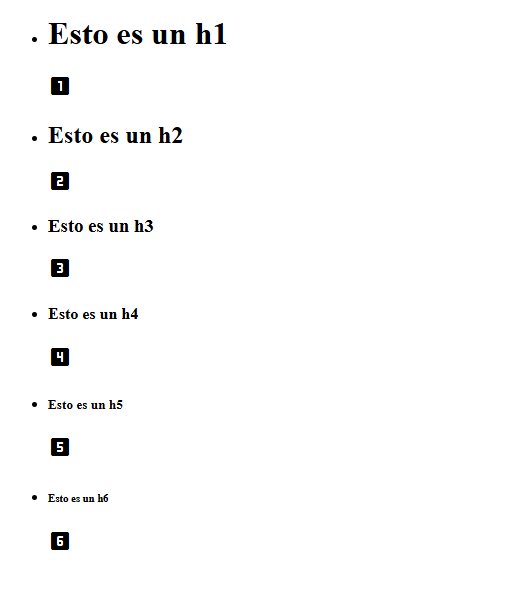 Esto es un h1
1
Esto es un h2
2
Esto es un h3
3
Esto es un h4
4
Esto es un h5
5
Esto es un h6
6